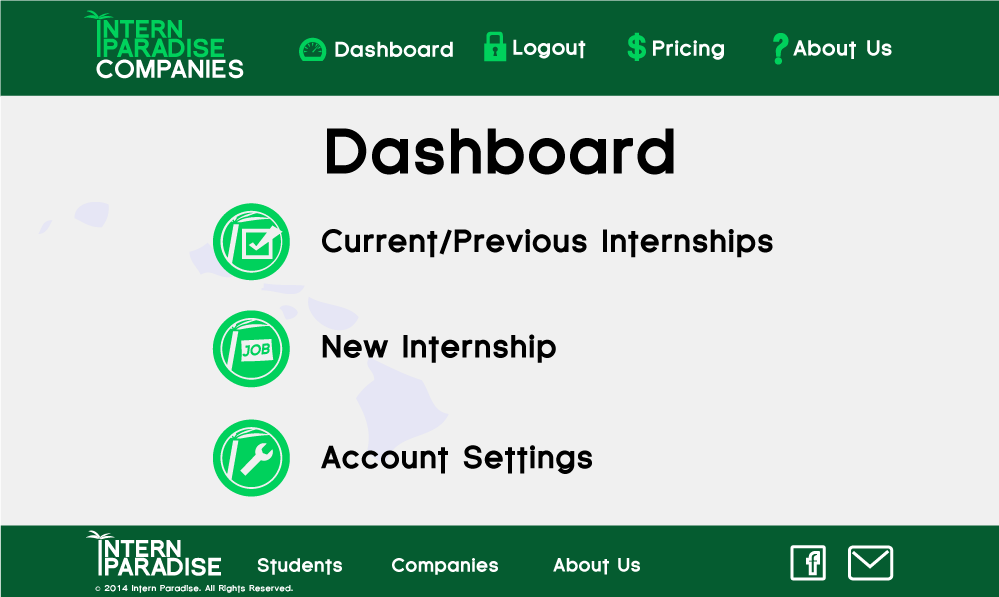 INTERN
PARADISE
COMPANIES
Dashboard
Logout
$ Pricing
? About Us
Dashboard
Current/Previous Internships
JOB
New Internship
Account Settings
INTERN
PARADISE
© 2014 Intern Paradise. All Rights Reserved.
Students
Companies
About Us
f